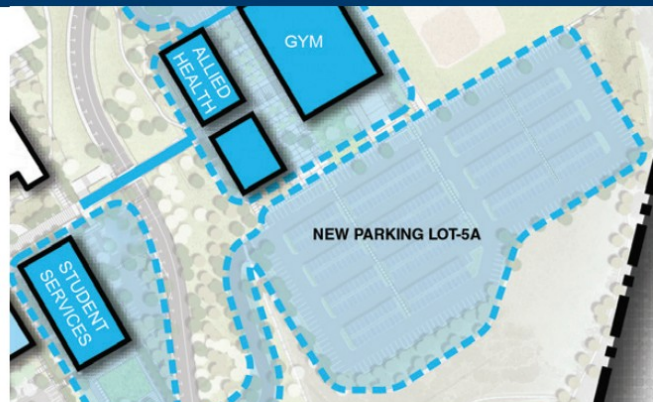 GYM
ALLIED
HEALTH
NEW PARKING LOT-5A
STUDENT
SERVICES